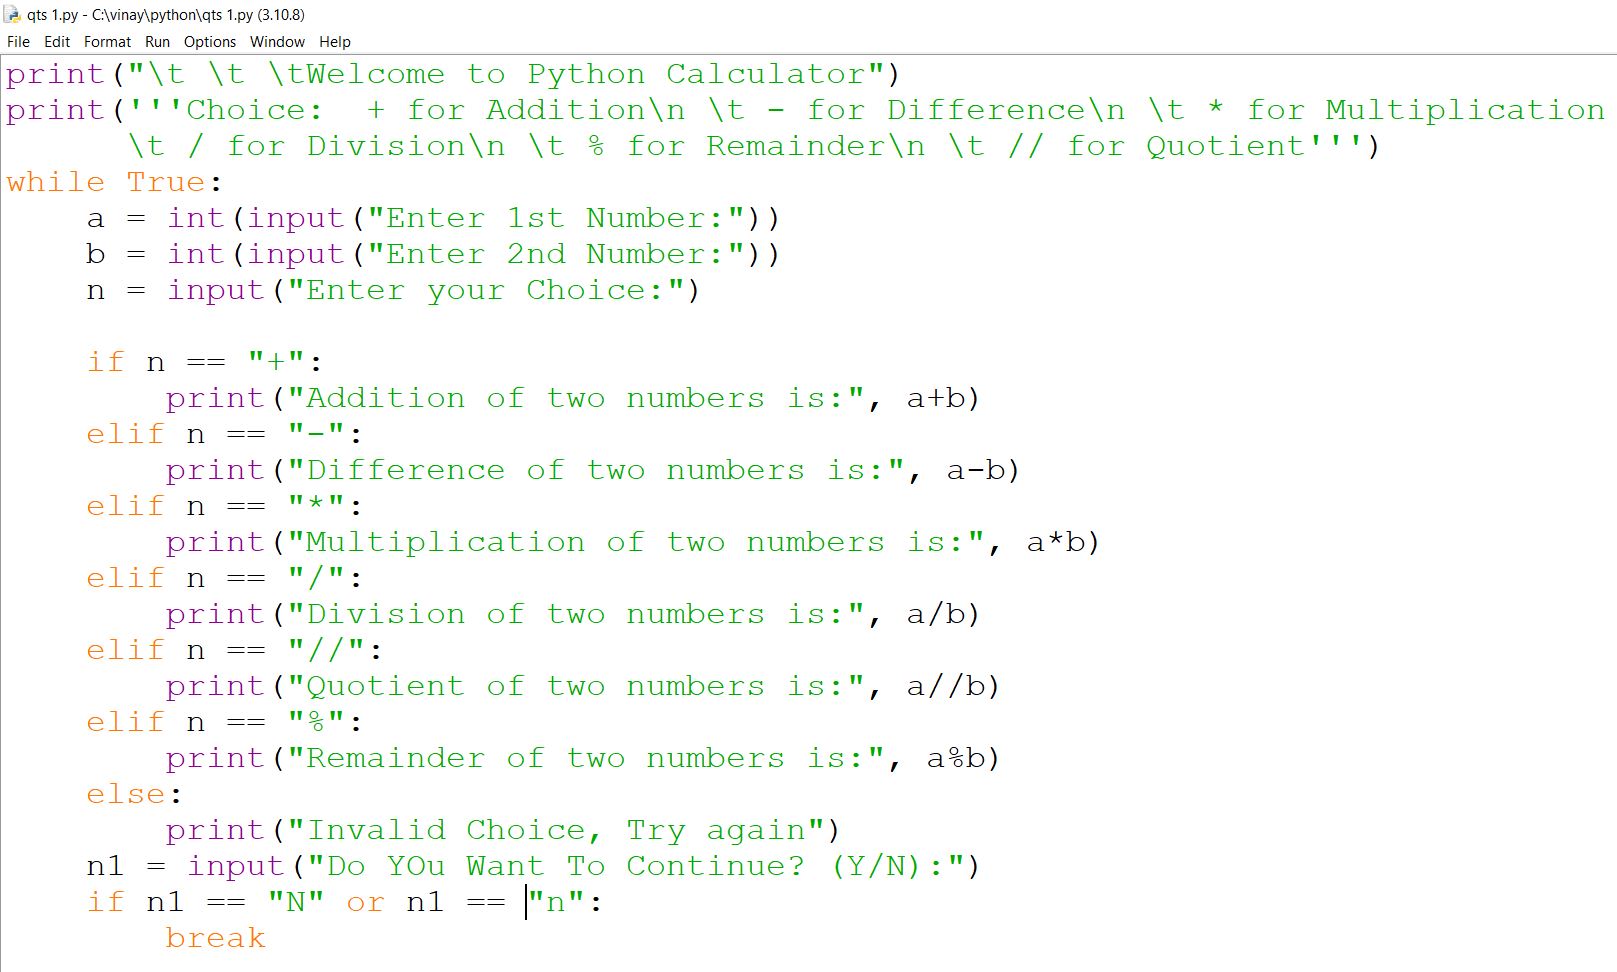 qts 1.py - C:\vinay\python\qts 1.py (3.10.8)
File Edit Format Run Options Window Help
print("\t \t \tWelcome to Python Calculator")
print('''Choice:  + for Addition\n \t - for Difference\n \t * for Multiplication
      \t / for Division\n \t % for Remainder\n \t // for Quotient''')
while True:
    a = int(input("Enter 1st Number:"))
    b = int(input("Enter 2nd Number:"))
    n = input("Enter your Choice:")

    if n == "+":
        print("Addition of two numbers is:", a+b)
    elif n == "-":
        print("Difference of two numbers is:", a-b)
    elif n == "*":
        print("Multiplication of two numbers is:", a*b)
    elif n == "/":
        print("Division of two numbers is:", a/b)
    elif n == "//":
        print("Quotient of two numbers is:", a//b)
    elif n == "%":
        print("Remainder of two numbers is:", a%b)
    else:
        print("Invalid Choice, Try again")
    n1 = input("Do YOu Want To Continue? (Y/N):")
    if n1 == "N" or n1 == "n":
        break